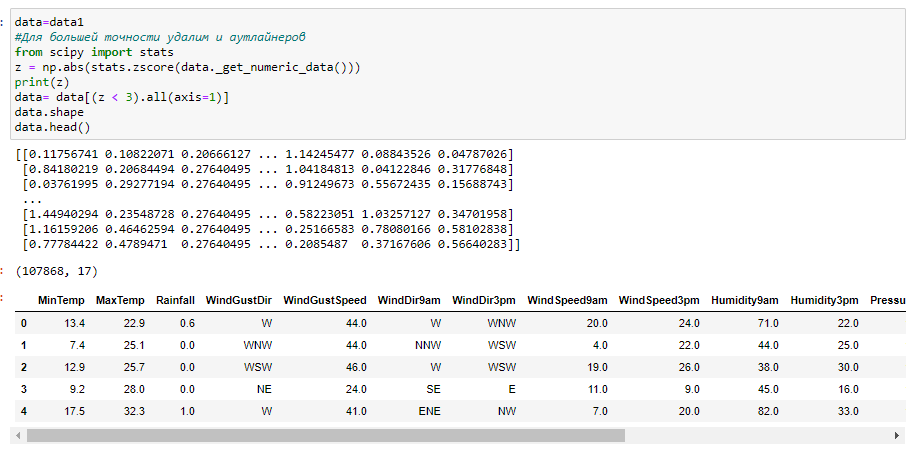 data=data1
#Для большей точности удалим и аутлайнеров
from scipy import stats
z = np.abs(stats.zscore(data._get_numeric_data()))
print(z)
data= data[(z < 3).all(axis=1)]
data.shape
data.head()
[[0.11756741 0.10822071 0.20666127 ... 1.14245477 0.08843526 0.04787026]
[0.84180219 0.20684494 0.27640495 ... 1.04184813 0.04122846 0.31776848]
[0.03761995 0.29277194 0.27640495 ... 0.91249673 0.55672435 0.15688743]
...
[1.44940294 0.23548728 0.27640495 ... 0.58223051 1.03257127 0.34701958]
[1.16159206 0.46462594 0.27640495 ... 0.25166583 0.78080166 0.58102838]
[0.77784422 0.4789471 0.27640495 ... 0.2085487 0.37167606 0.56640283]]
(107868, 17)
MinTemp MaxTemp Rainfall WindGustDir WindGustSpeed WindDir9am WindDir3pm WindSpeed9am WindSpeed3pm Humidity9am Humidity3pm Pressu
0 13.4 22.9 0.6 W 44.0 W WNW 20.0 24.0 71.0 22.0
1 7.4 25.1 0.0 WNW 44.0 NNW WSW 4.0 22.0 44.0 25.0
2 12.9 25.7 0.0 WSW 46.0 W WSW 19.0 26.0 38.0 30.0
3 9.2 28.0 0.0 NE 24.0 SE E 11.0 9.0 45.0 16.0
4 17.5 32.3 1.0 W 41.0 ENE NW 7.0 20.0 82.0 33.0